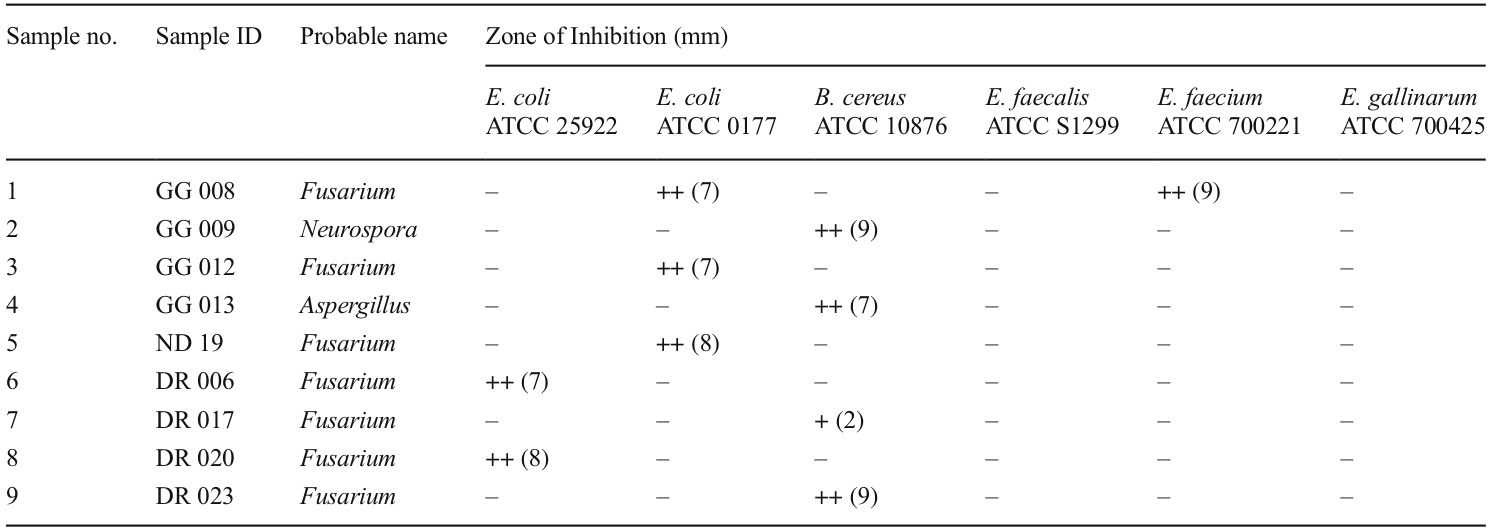 Sample no. Sample ID Probable name Zone of Inhibition (mm)
E. coli E. coli B. cereus E. faecalis E. faecium E. gallinarum
ATCC 25922 ATCC 0177 ATCC 10876 ATCC S1299 ATCC 700221 ATCC 700425
1 GG 008 Fusarium – ++ (7) – – ++ (9) –
2 GG 009 Neurospora – – ++ (9) – – –
3 GG 012 Fusarium – ++ (7) – – – –
4 GG 013 Aspergillus – – ++ (7) – – –
5 ND 19 Fusarium – ++ (8) – – – –
6 DR 006 Fusarium ++ (7) – – – – –
7 DR 017 Fusarium – – + (2) – – –
8 DR 020 Fusarium ++ (8) – – – – –
9 DR 023 Fusarium – – ++ (9) – – –